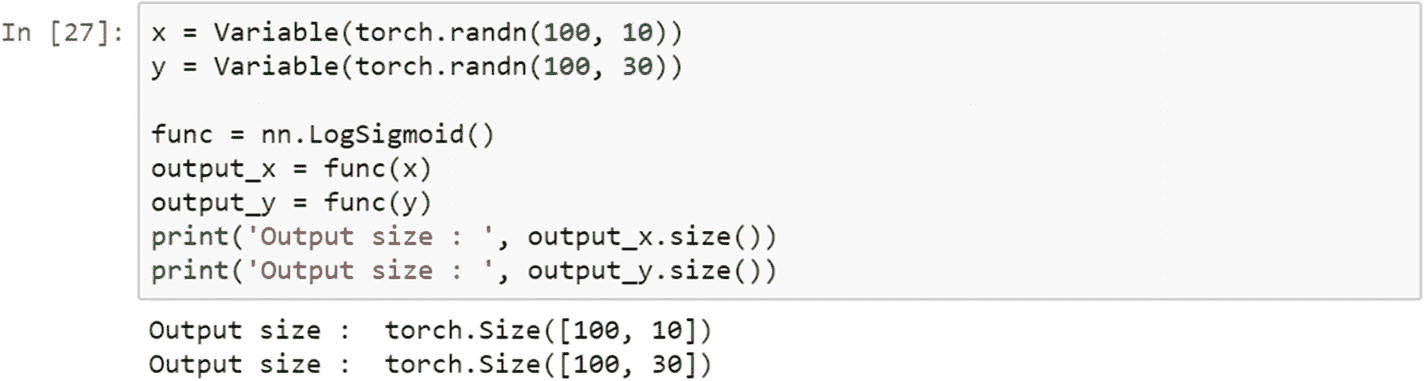 In [27]: x = Variable(torch.randn(100, 10))
y = Variable(torch.randn(100, 30))
func = nn.LogSigmoid()
output_x = func(x)
output_y = func(y)
print('Output size : ', output_x.size())
print('Output size : ', output_y.size())
Output size :  torch.Size([100, 10])
Output size :  torch.Size([100, 30])